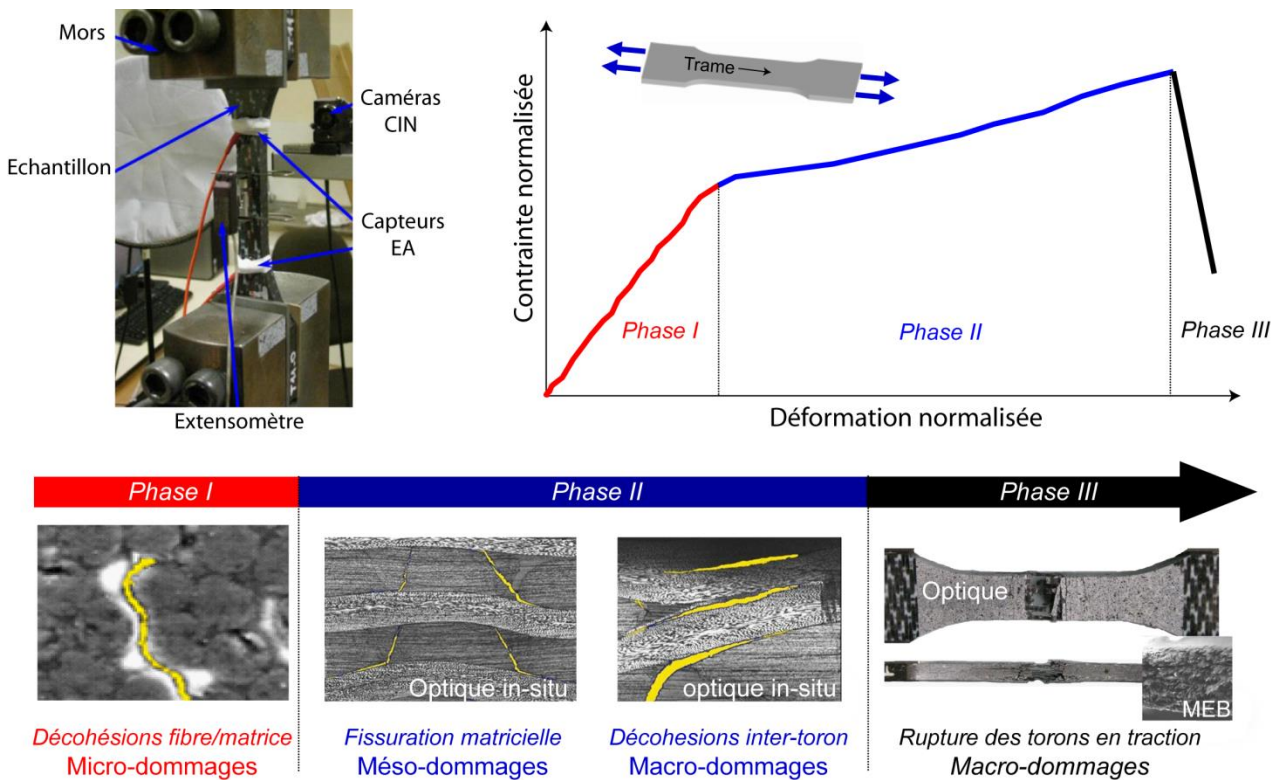 Mors
Caméras
CIN
Echantillon
Capteurs
EA
Extensomètre
Contrainte normalisée
Trame
Phase I
Phase II
Phase III
Déformation normalisée
Phase I
Phase II
Phase III
Optique in-situ
optique in-situ
Optique
MEB
Décohésions fibre/matrice
Micro-dommages
Fissuration matricielle
Méso-dommages
Décohesions inter-toron
Macro-dommages
Rupture des torons en traction
Macro-dommages